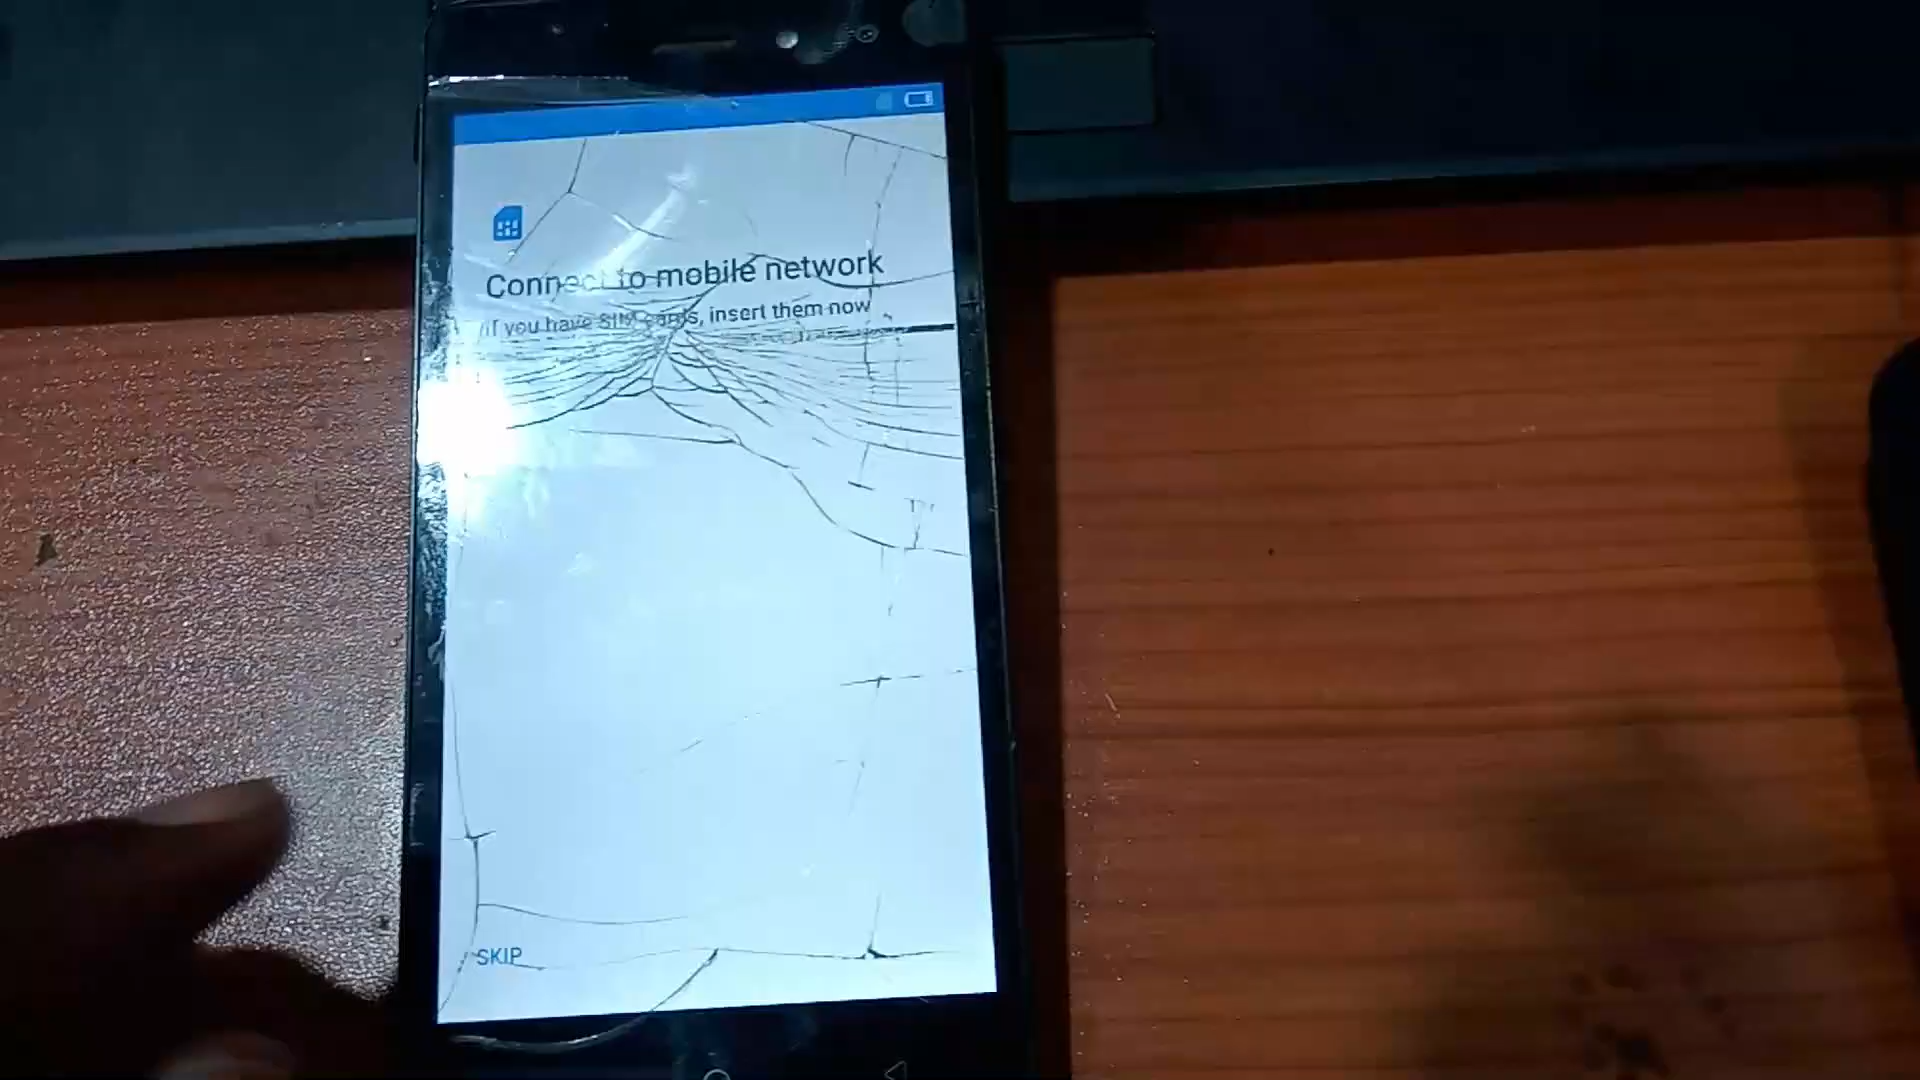 Connect to mobile network
If you have SIM cards, insert them now
SKIP